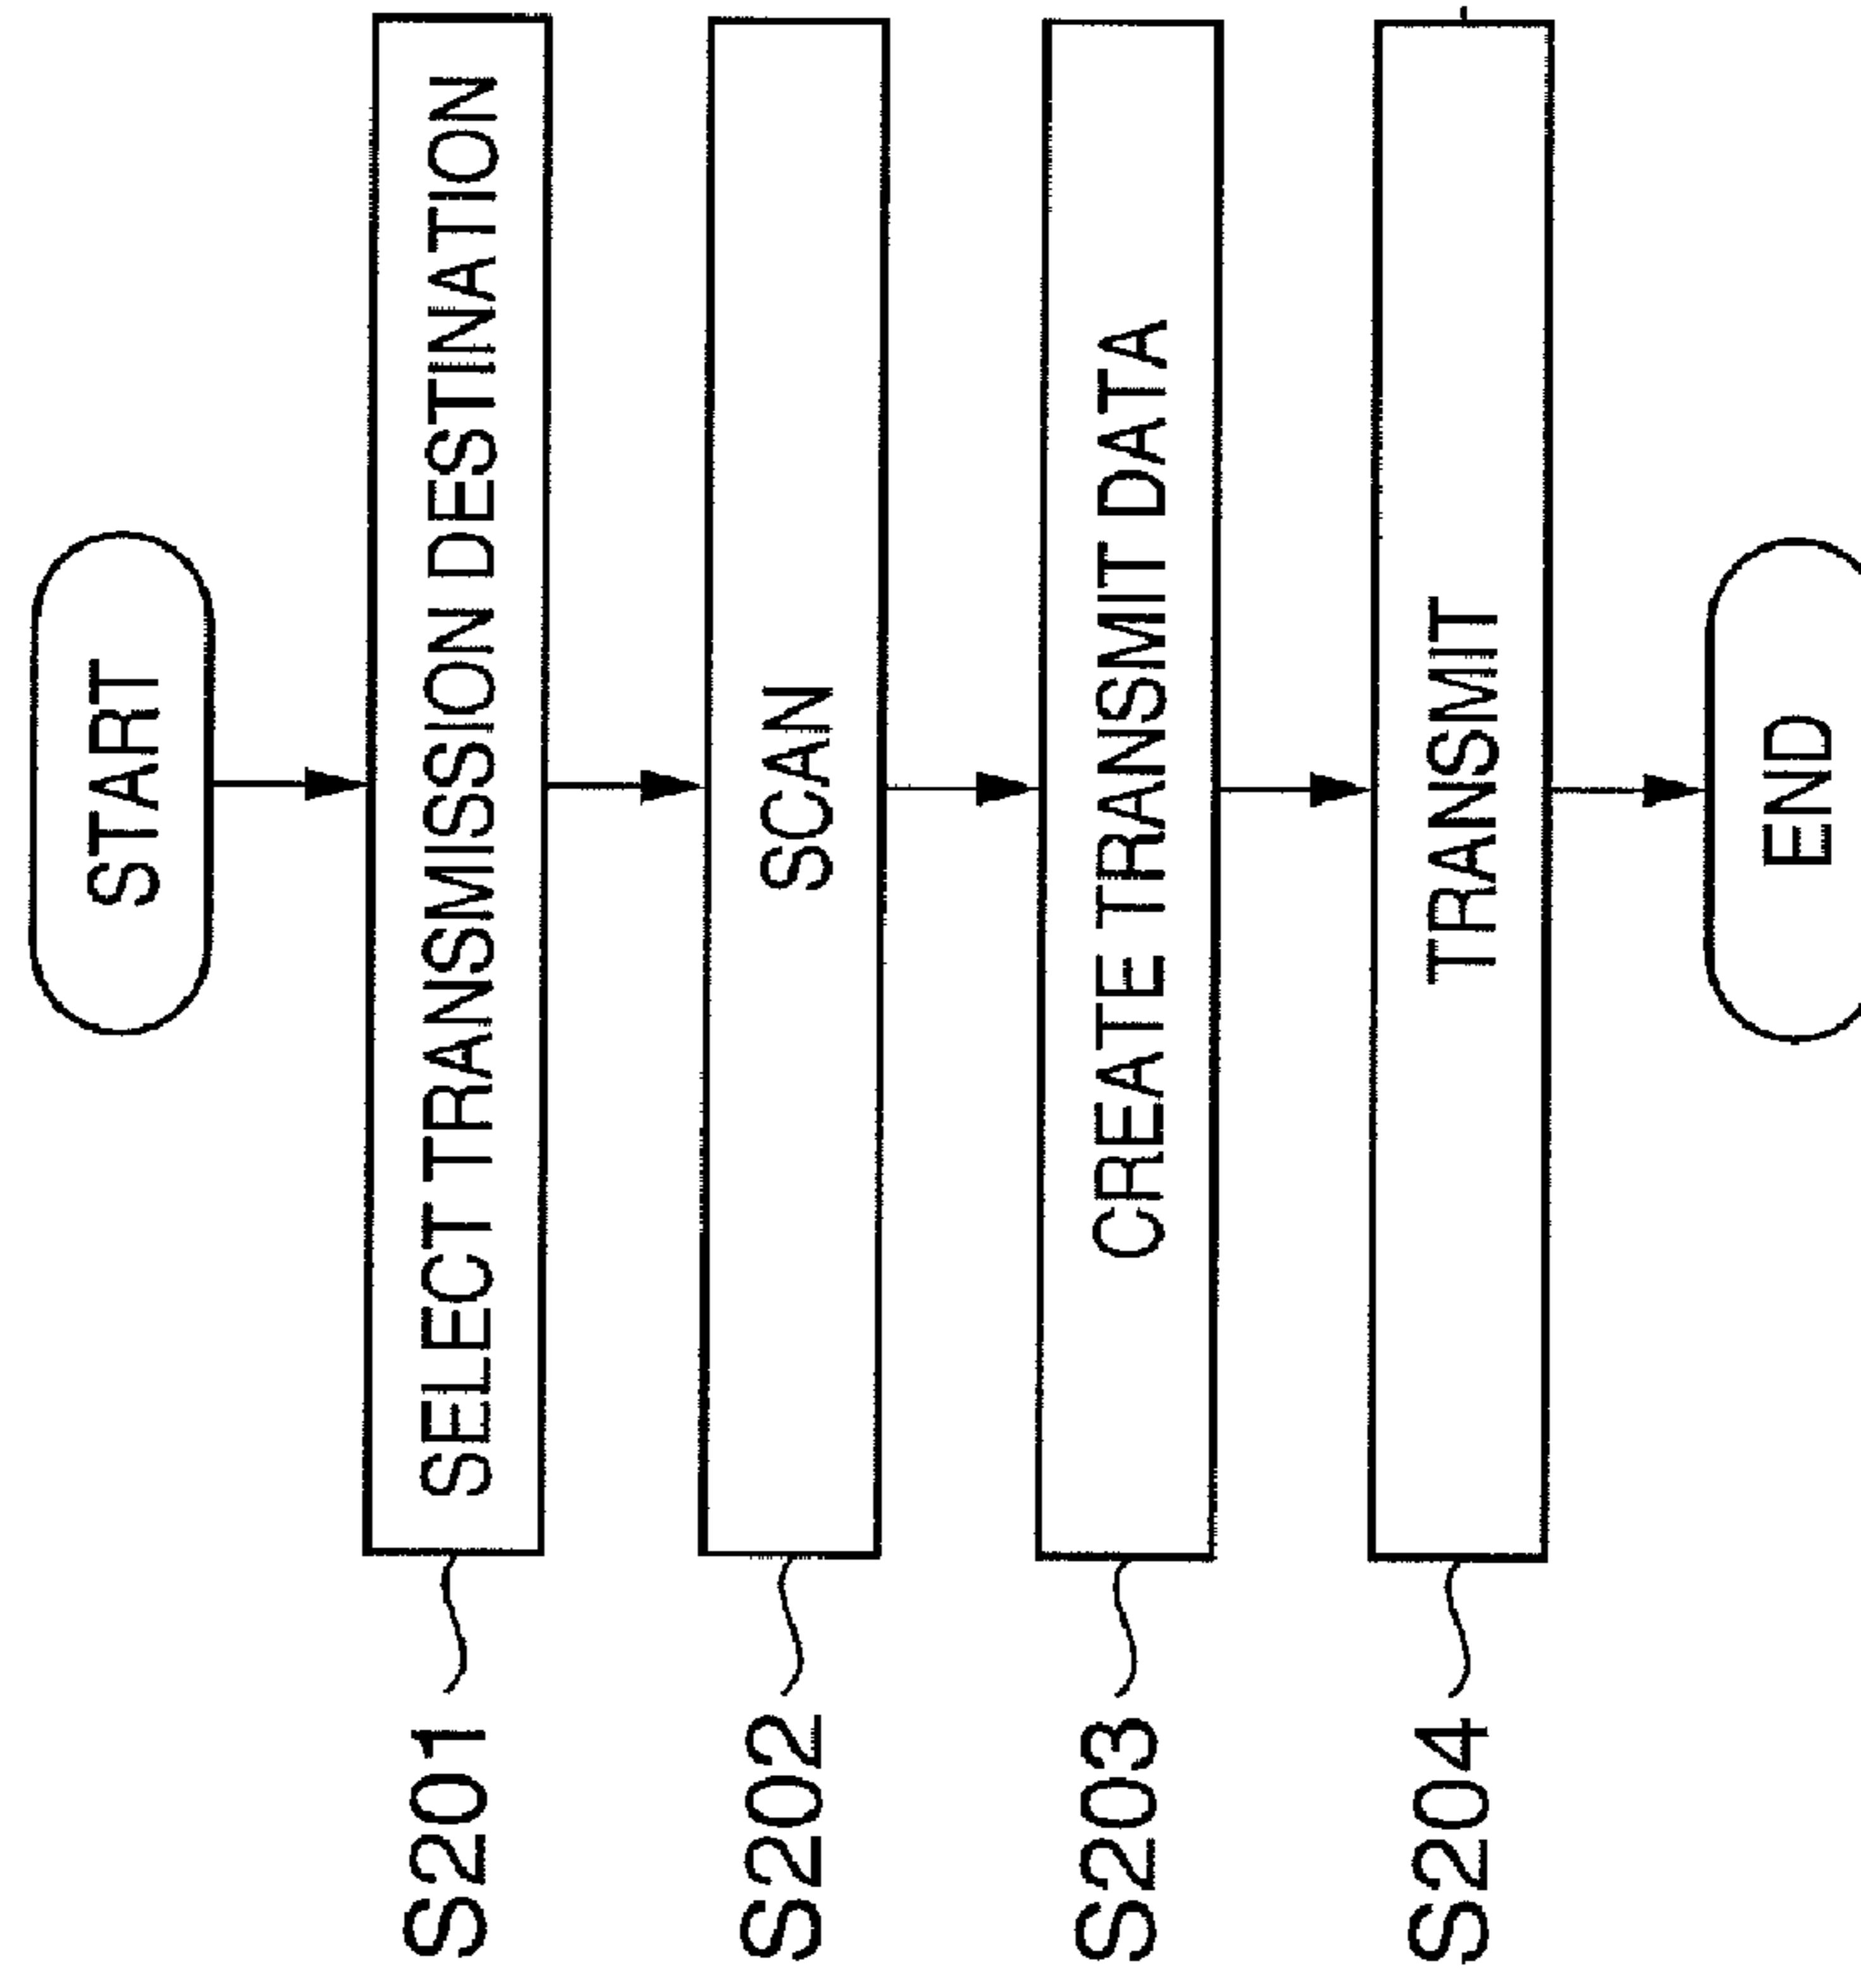 START
S201
SELECT TRANSMISSION DESTINATION
S202
SCAN
S203
CREATE TRANSMIT DATA
S204
TRANSMIT
END